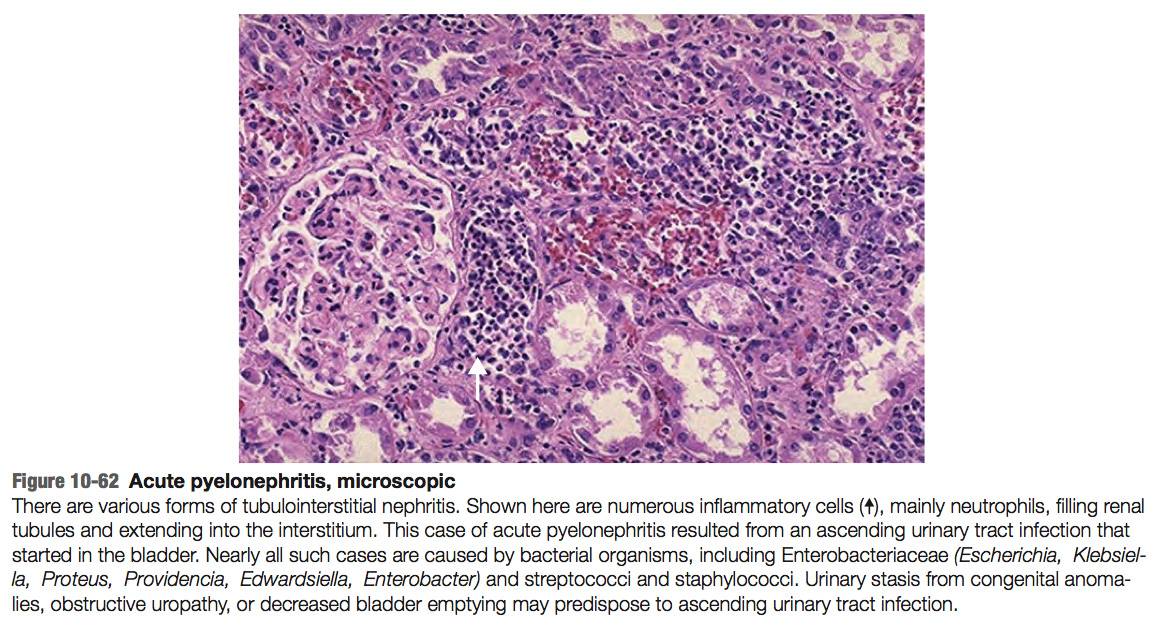 Figure 10-62 Acute pyelonephritis, microscopic
There are various forms of tubulointerstitial nephritis. Shown here are numerous inflammatory cells (↑), mainly neutrophils, filling renal
tubules and extending into the interstitium. This case of acute pyelonephritis resulted from an ascending urinary tract infection that
started in the bladder. Nearly all such cases are caused by bacterial organisms, including Enterobacteriaceae (Escherichia, Klebsiel-
la, Proteus, Providencia, Edwardsiella, Enterobacter) and streptococci and staphylococci. Urinary stasis from congenital anoma-
lies, obstructive uropathy, or decreased bladder emptying may predispose to ascending urinary tract infection.